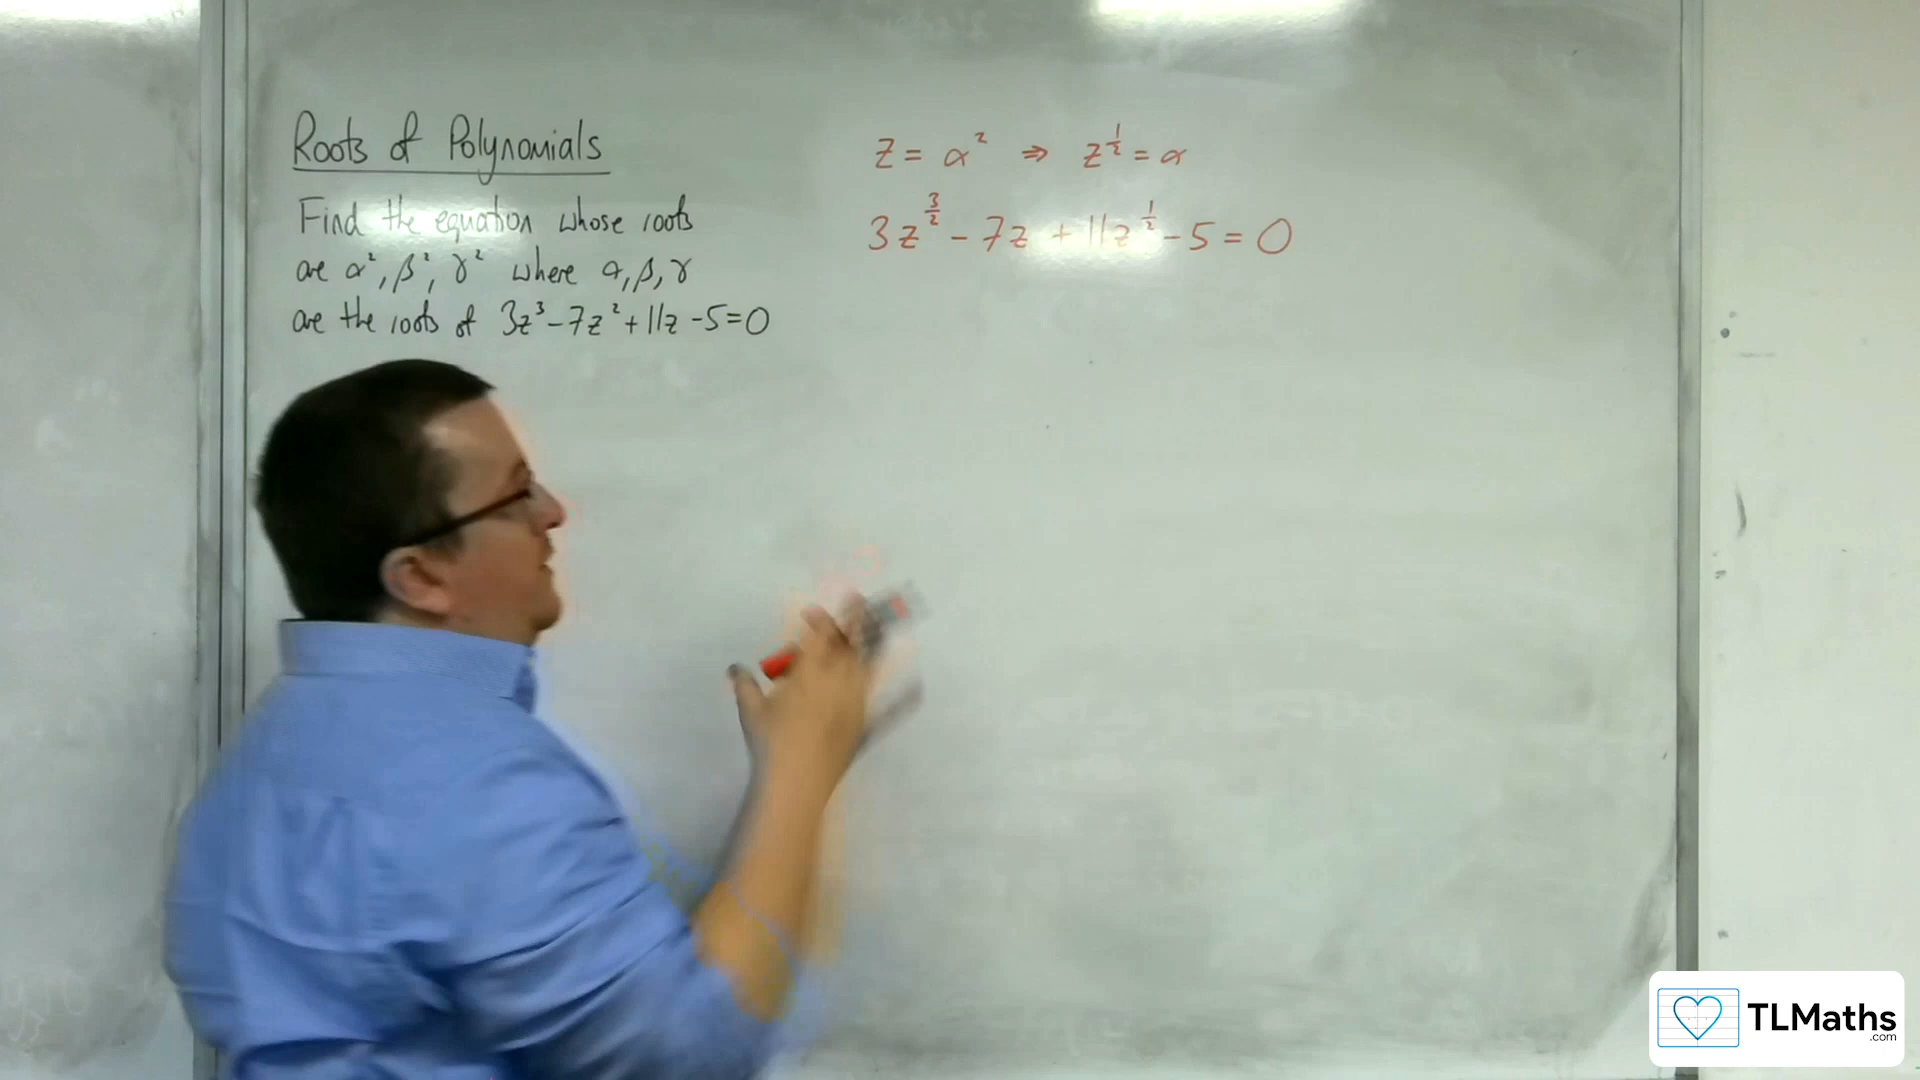 Roots of Polynomials
Find the equation whose roots
are α², β², γ² where α, β, γ
are the roots of 3z³ - 7z² + 11z - 5 = 0
z = α² ⇒ z^½ = α
3z^(3/2) - 7z + 11z^½ - 5 = 0
TLMaths
.com